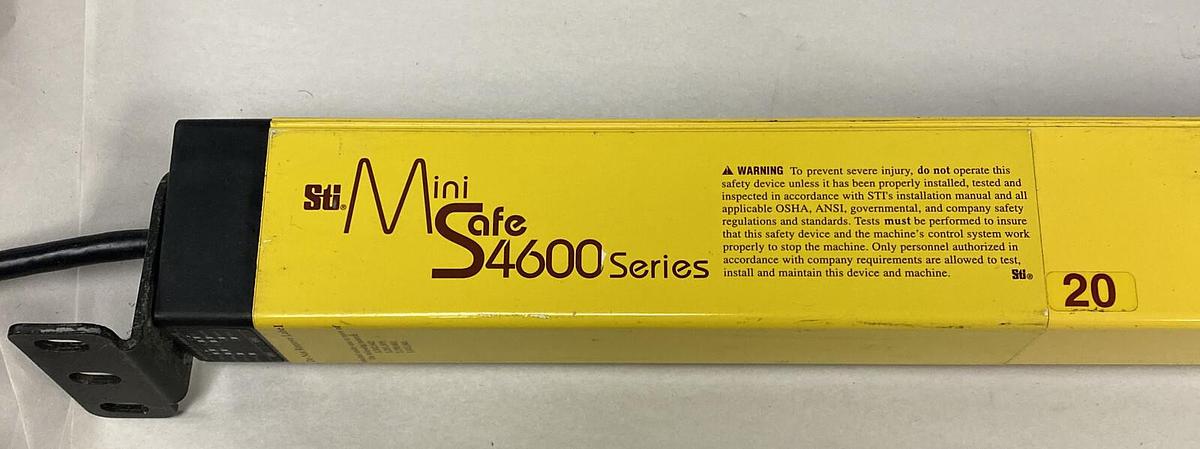 Sti® Mini
Safe
S4600 Series
⚠ WARNING To prevent severe injury, do not operate this
safety device unless it has been properly installed, tested and
inspected in accordance with STI's installation manual and all
applicable OSHA, ANSI, governmental, and company safety
regulations and standards. Tests must be performed to insure
that this safety device and the machine's control system work
properly to stop the machine. Only personnel authorized in
accordance with company requirements are allowed to test,
install and maintain this device and machine.
Sti®
20